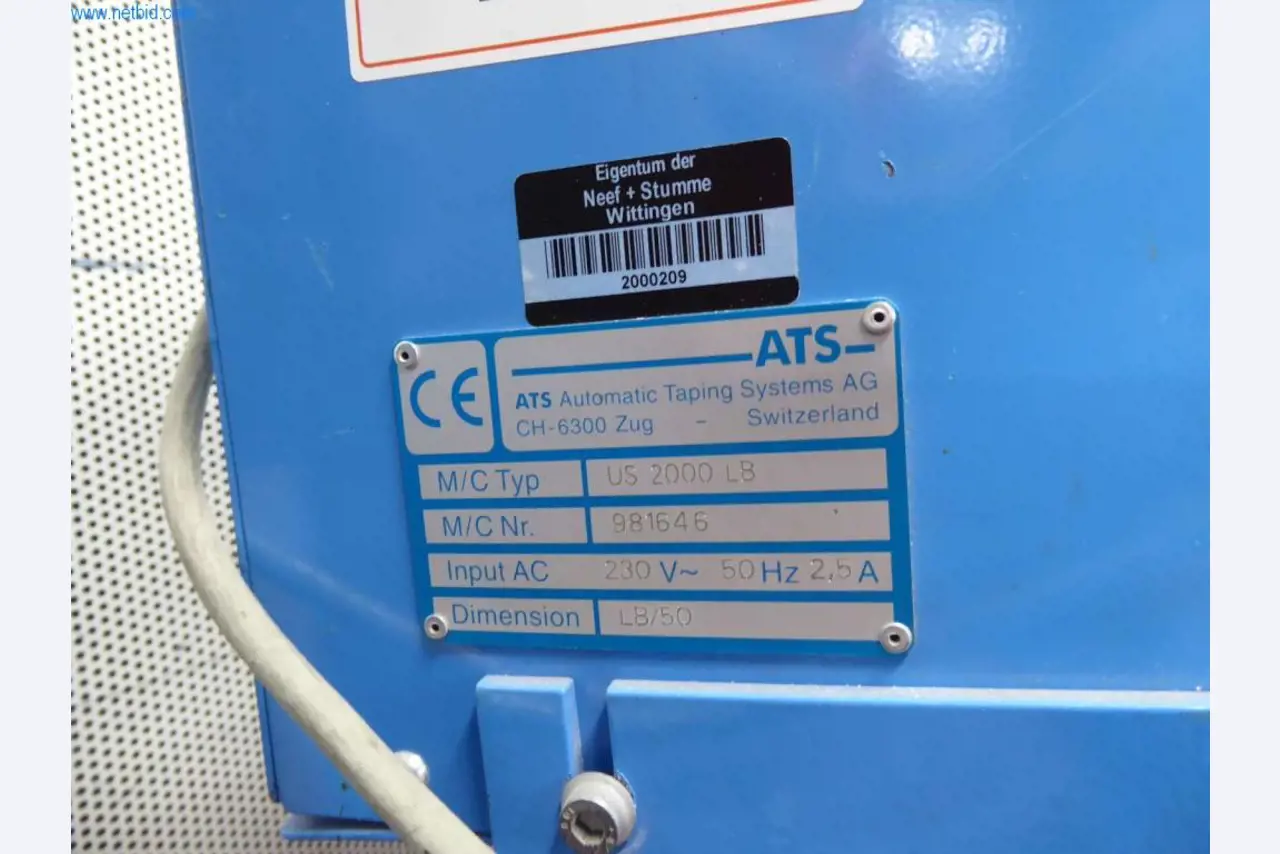 www.netbid.com
Eigentum der
Neef + Stumme
Wittingen
2000209
CE
ATS
ATS Automatic Taping Systems AG
CH-6300 Zug - Switzerland
M/C Typ US 2000 LB
M/C Nr. 981646
Input AC 230 V~ 50 Hz 2,5 A
Dimension LB/50